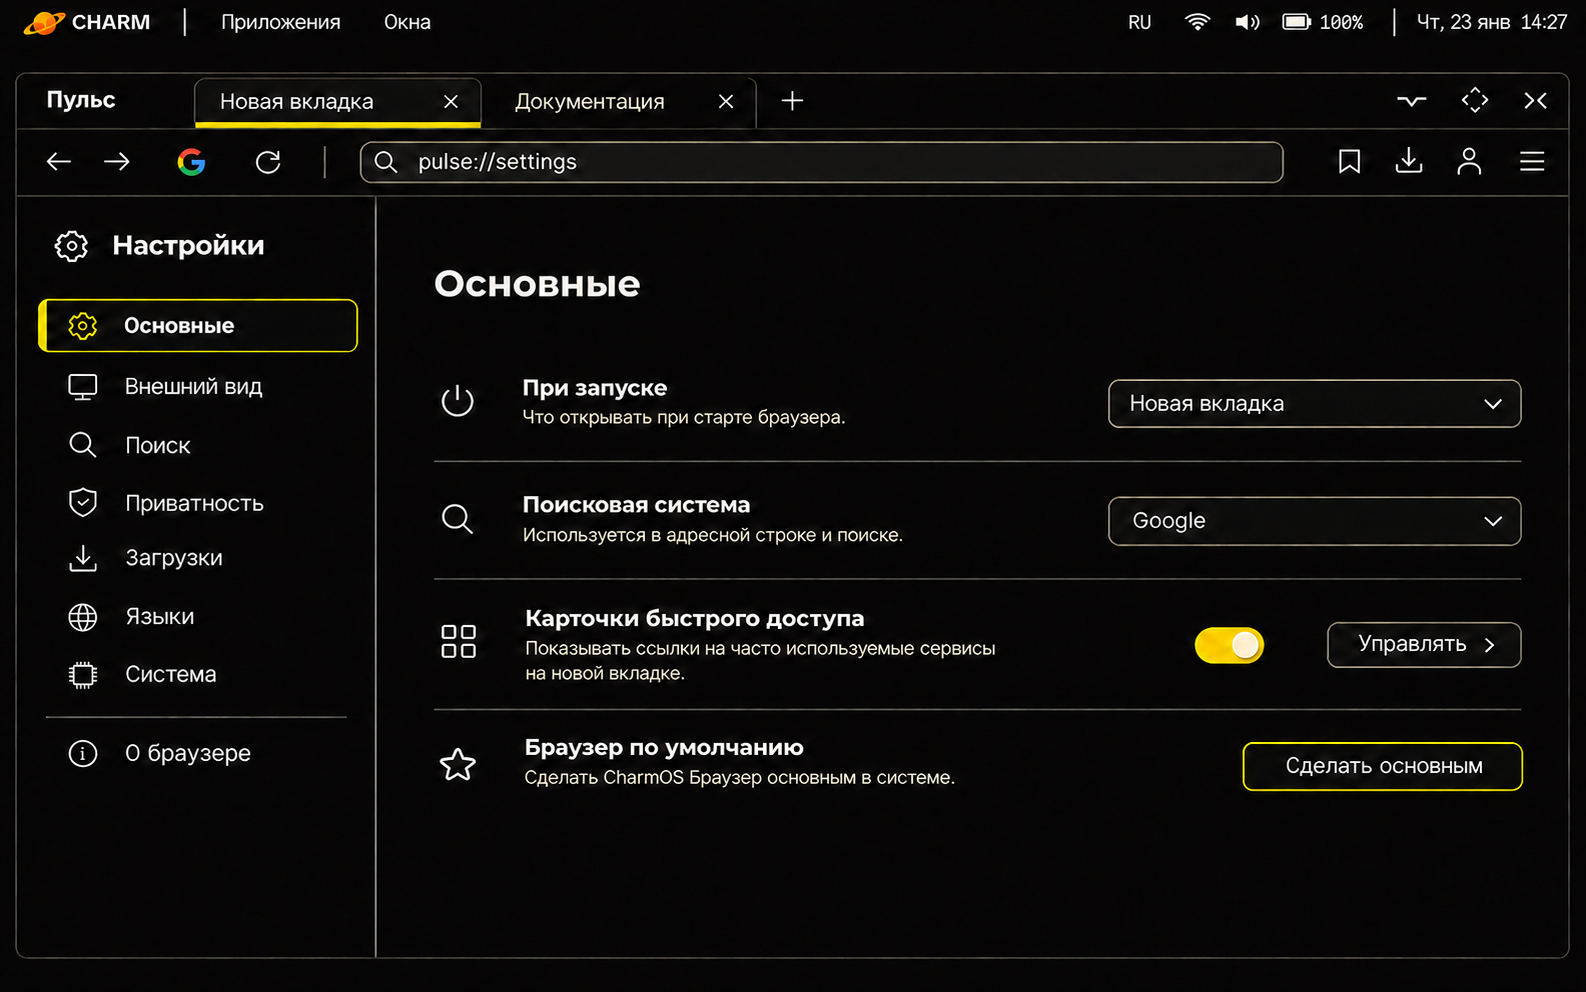 CHARM
Приложения
Окна
RU
100%
Чт, 23 янв 14:27
Пульс
Новая вкладка
Документация
pulse://settings
Настройки
Основные
Внешний вид
Поиск
Приватность
Загрузки
Языки
Система
О браузере
Основные
При запуске
Что открывать при старте браузера.
Новая вкладка
Поисковая система
Используется в адресной строке и поиске.
Google
Карточки быстрого доступа
Показывать ссылки на часто используемые сервисы
на новой вкладке.
Управлять
Браузер по умолчанию
Сделать CharmOS Браузер основным в системе.
Сделать основным